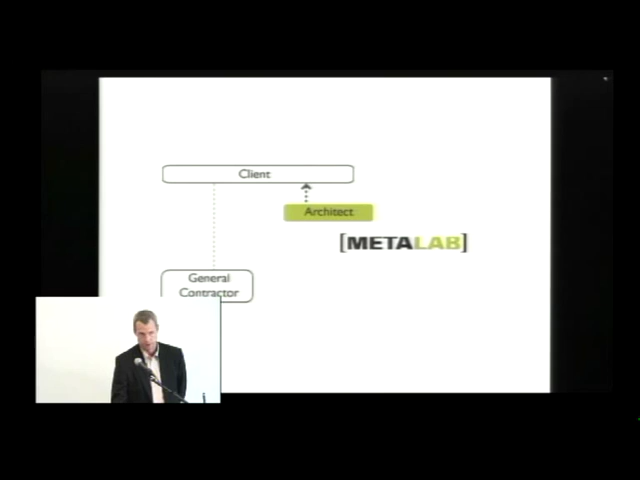 Client
Architect
[METALAB]
General
Contractor